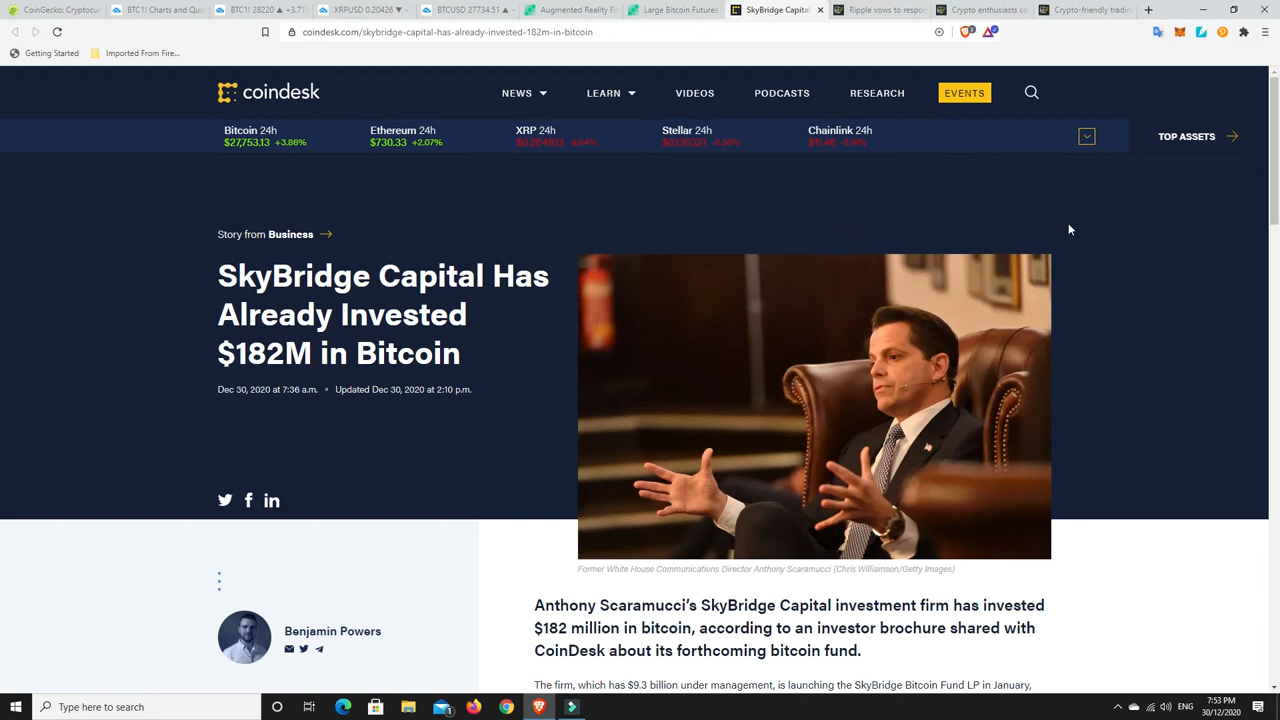 CoinGecko: Cryptocur
BTC1! Charts and Quo
BTC1! 28220 ▲ +3.71
XRPUSD 0.20426 ▼
BTCUSD 27734.51 ▲
Augmented Reality Fu
Large Bitcoin Futures
SkyBridge Capital
Ripple vows to respon
Crypto enthusiasts co
Crypto-friendly tradin
coindesk.com/skybridge-capital-has-already-invested-182m-in-bitcoin
Getting Started
Imported From Fire...
coindesk
NEWS
LEARN
VIDEOS
PODCASTS
RESEARCH
EVENTS
Bitcoin 24h
$27,753.13 +3.86%
Ethereum 24h
$730.33 +2.07%
XRP 24h
Stellar 24h
Chainlink 24h
TOP ASSETS
Story from Business
SkyBridge Capital Has
Already Invested
$182M in Bitcoin
Dec 30, 2020 at 7:36 a.m. • Updated Dec 30, 2020 at 2:10 p.m.
Former White House Communications Director Anthony Scaramucci (Chris Williamson/Getty Images)
Benjamin Powers
Anthony Scaramucci's SkyBridge Capital investment firm has invested
$182 million in bitcoin, according to an investor brochure shared with
CoinDesk about its forthcoming bitcoin fund.
The firm, which has $9.3 billion under management, is launching the SkyBridge Bitcoin Fund LP in January,
Type here to search
ENG
7:53 PM
30/12/2020